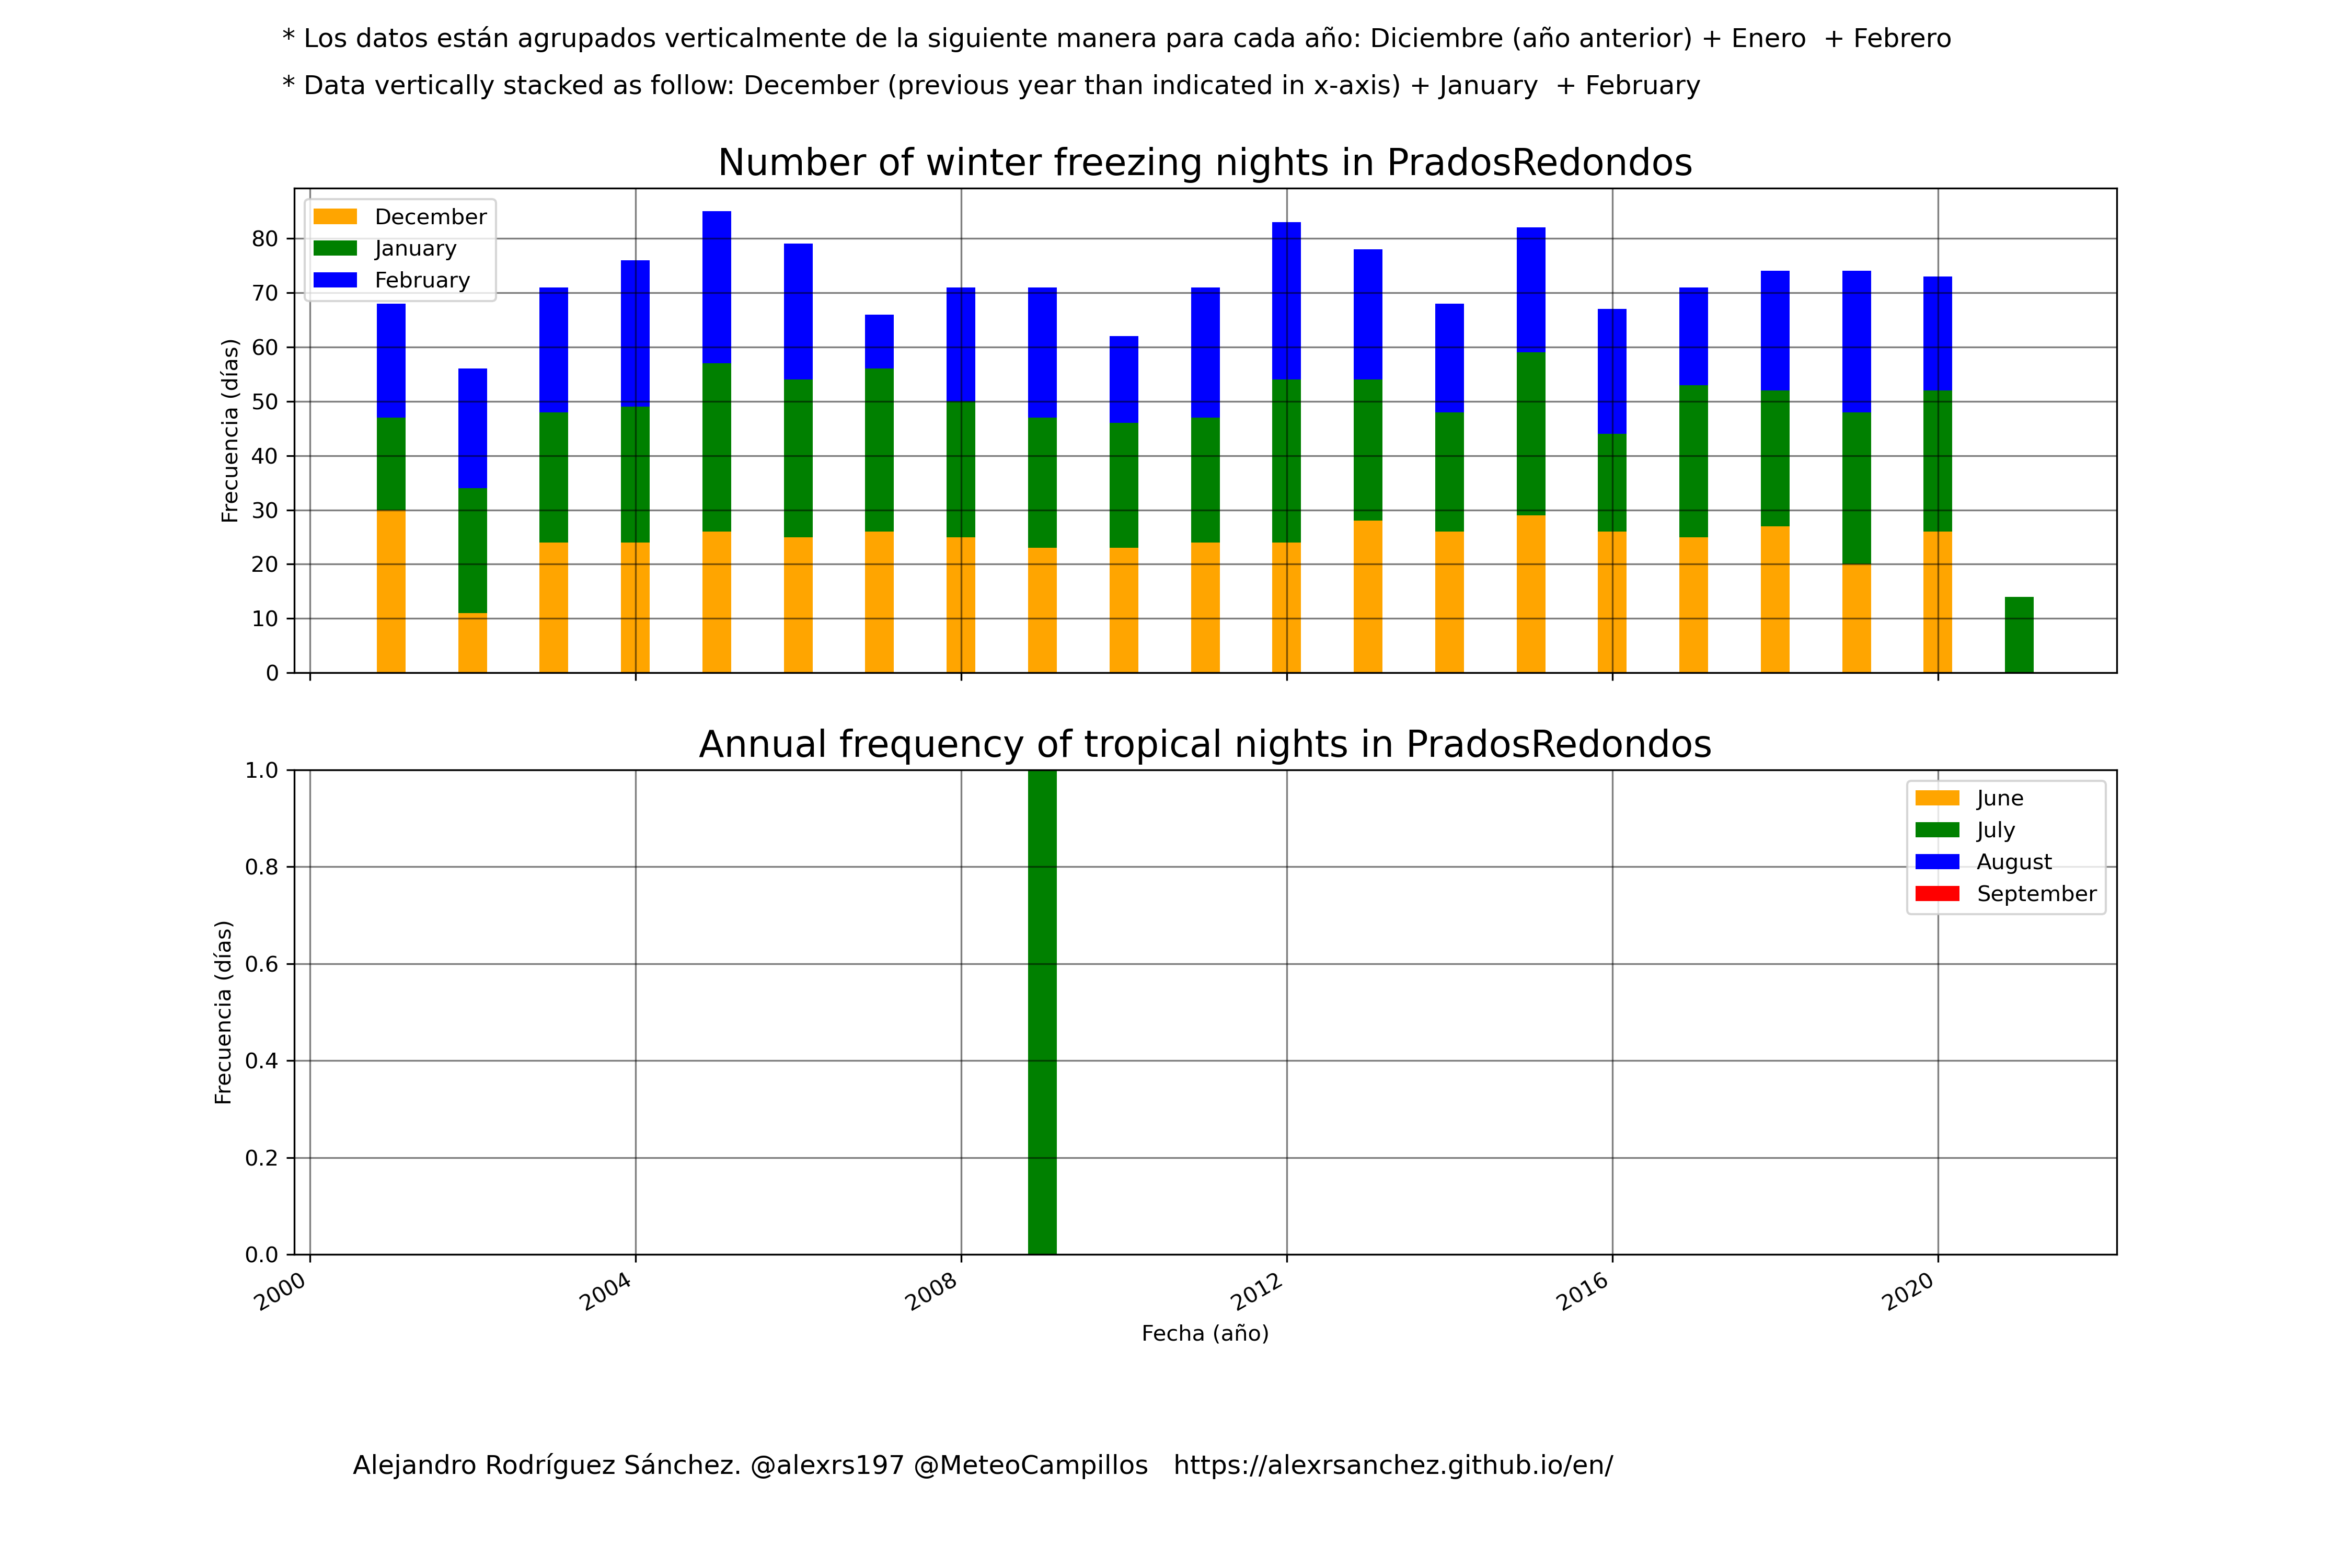 * Los datos están agrupados verticalmente de la siguiente manera para cada año: Diciembre (año anterior) + Enero  + Febrero
* Data vertically stacked as follow: December (previous year than indicated in x-axis) + January  + February
Number of winter freezing nights in PradosRedondos
December
January
February
80
70
60
50
40
30
20
10
0
Frecuencia (días)
Annual frequency of tropical nights in PradosRedondos
June
July
August
September
1.0
0.8
0.6
0.4
0.2
0.0
Frecuencia (días)
2000 2004 2008 2012 2016 2020
Fecha (año)
Alejandro Rodríguez Sánchez. @alexrs197 @MeteoCampillos   https://alexrsanchez.github.io/en/